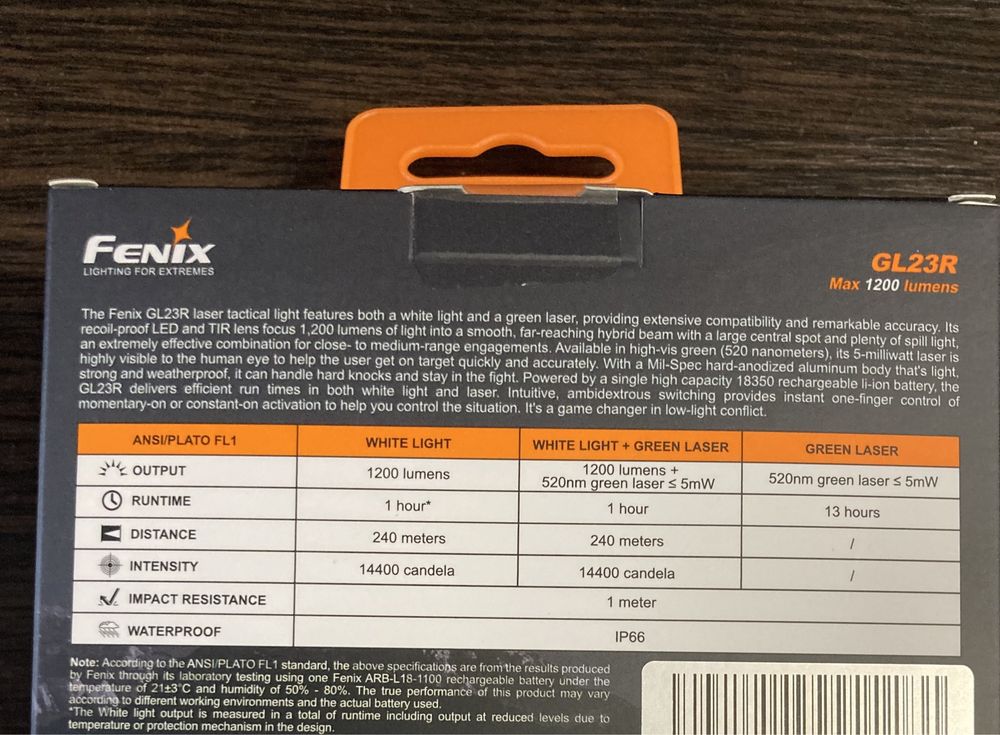 FENIX
LIGHTING FOR EXTREMES
GL23R
Max 1200 lumens
The Fenix GL23R laser tactical light features both a white light and a green laser, providing extensive compatibility and remarkable accuracy. Its
recoil-proof LED and TIR lens focus 1,200 lumens of light into a smooth, far-reaching hybrid beam with a large central spot and plenty of spill light,
an extremely effective combination for close- to medium-range engagements. Available in high-vis green (520 nanometers), its 5-milliwatt laser is
highly visible to the human eye to help the user get on target quickly and accurately. With a Mil-Spec hard-anodized aluminum body that's light,
strong and weatherproof, it can handle hard knocks and stay in the fight. Powered by a single high capacity 18350 rechargeable li-ion battery, the
GL23R delivers efficient run times in both white light and laser. Intuitive, ambidextrous switching provides instant one-finger control of
momentary-on or constant-on activation to help you control the situation. It's a game changer in low-light conflict.
ANSI/PLATO FL1 WHITE LIGHT WHITE LIGHT + GREEN LASER GREEN LASER
OUTPUT 1200 lumens 1200 lumens + 520nm green laser ≤ 5mW 520nm green laser ≤ 5mW
RUNTIME 1 hour* 1 hour 13 hours
DISTANCE 240 meters 240 meters /
INTENSITY 14400 candela 14400 candela /
IMPACT RESISTANCE 1 meter
WATERPROOF IP66
Note: According to the ANSI/PLATO FL1 standard, the above specifications are from the results produced
by Fenix through its laboratory testing using one Fenix ARB-L18-1100 rechargeable battery under the
temperature of 21±3°C and humidity of 50% - 80%. The true performance of this product may vary
according to different working environments and the actual battery used.
*The White light output is measured in a total of runtime including output at reduced levels due to
temperature or protection mechanism in the design.